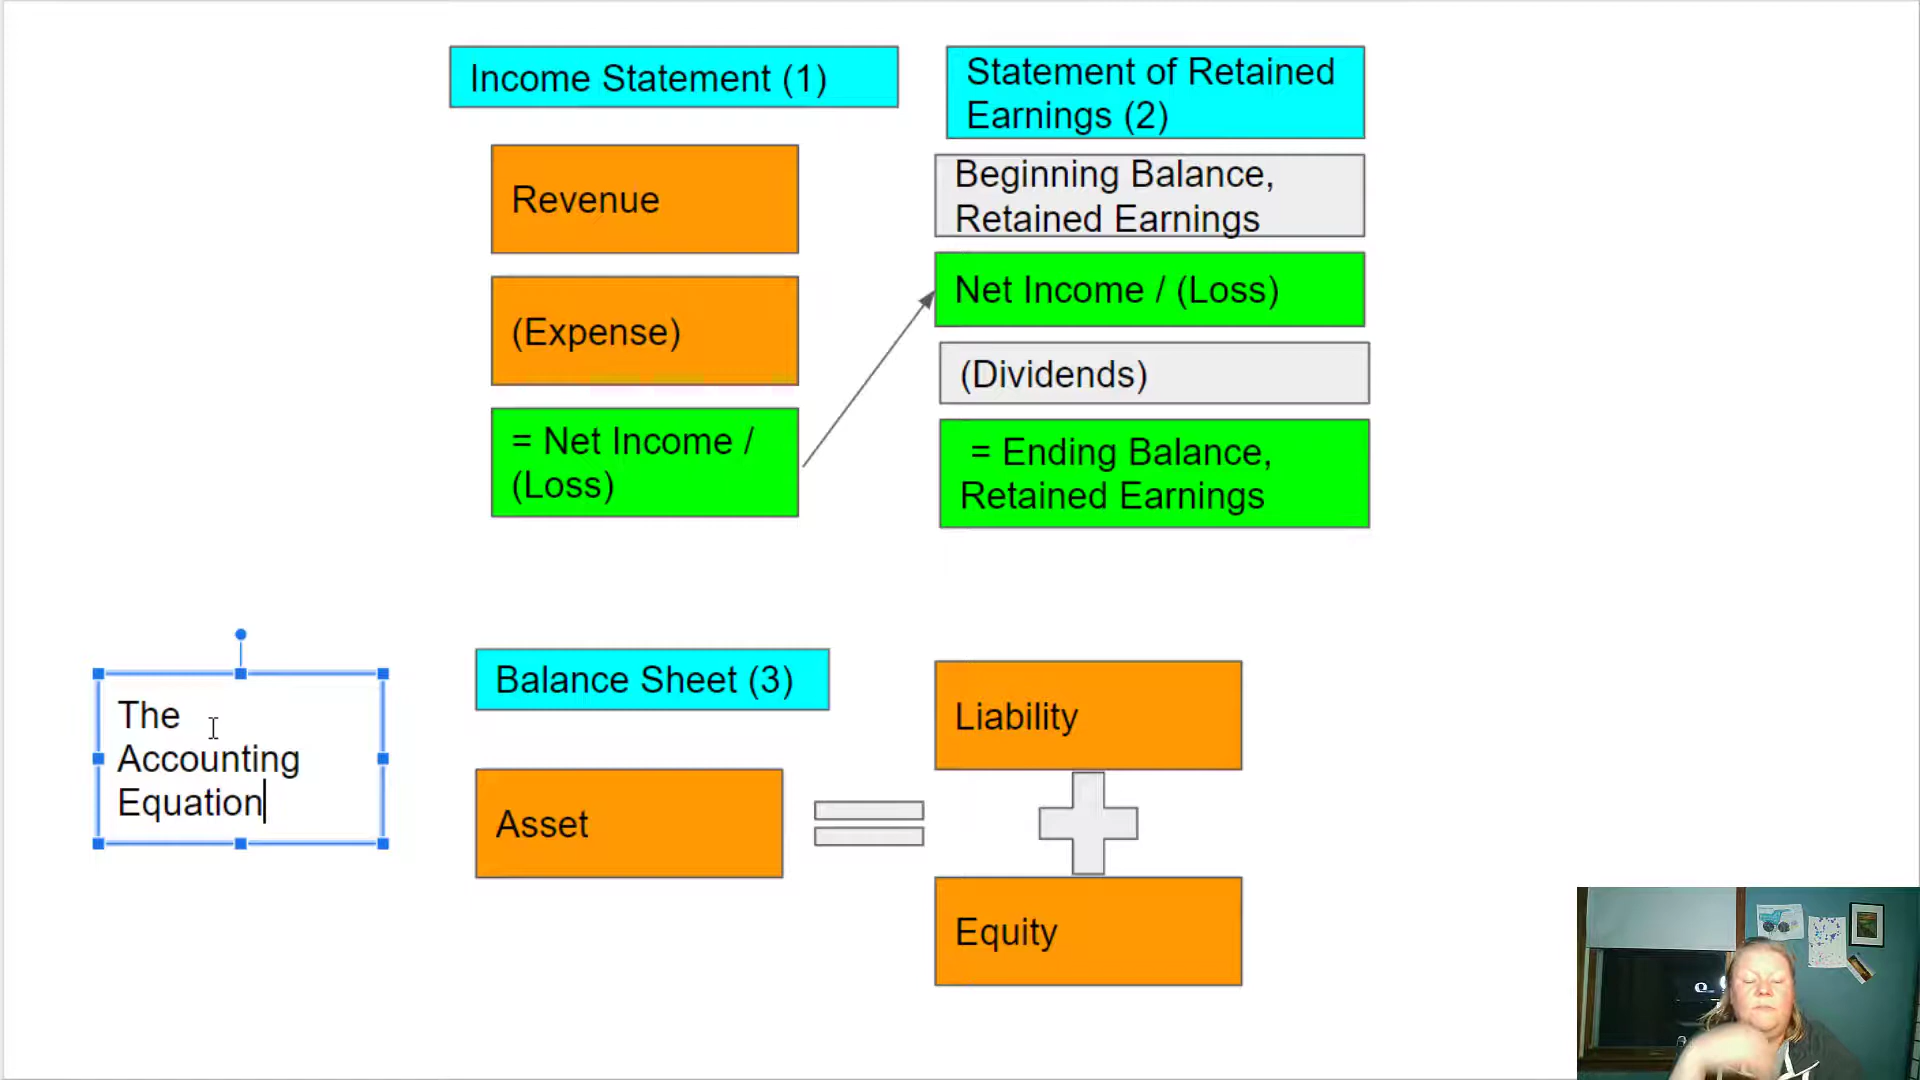 Income Statement (1)
Revenue
(Expense)
= Net Income /
(Loss)
Statement of Retained
Earnings (2)
Beginning Balance,
Retained Earnings
Net Income / (Loss)
(Dividends)
= Ending Balance,
Retained Earnings
The
Accounting
Equation
Balance Sheet (3)
Asset
Liability
Equity